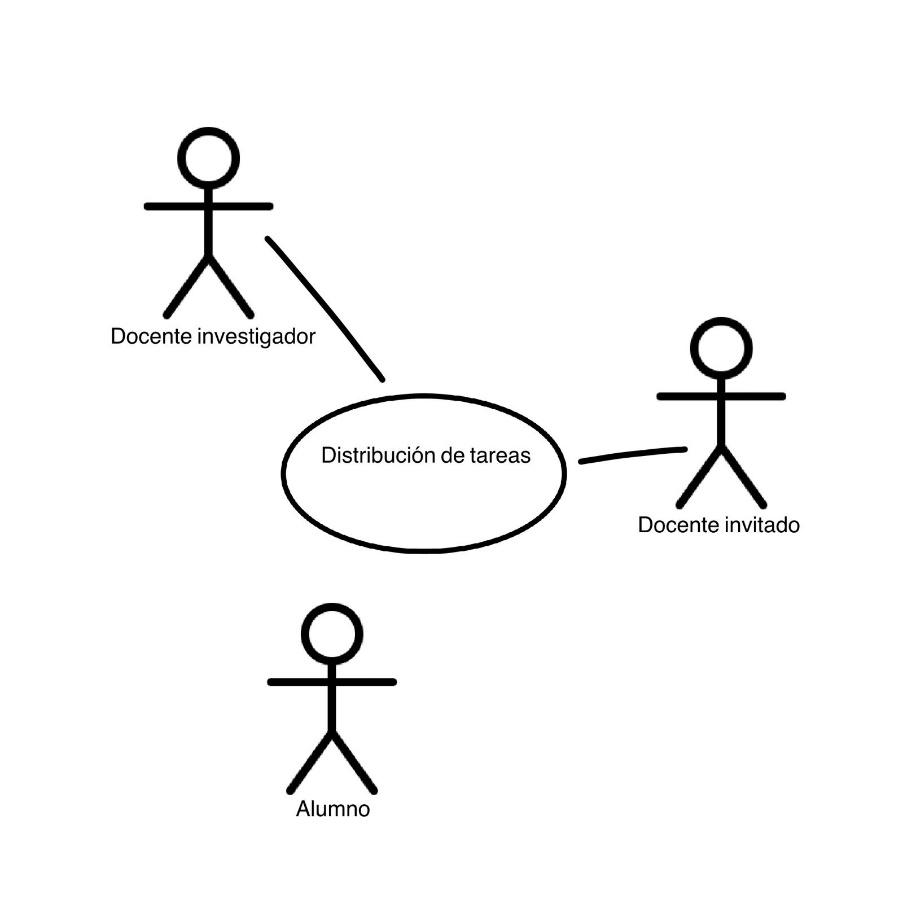 Docente investigador
Distribución de tareas
Docente invitado
Alumno